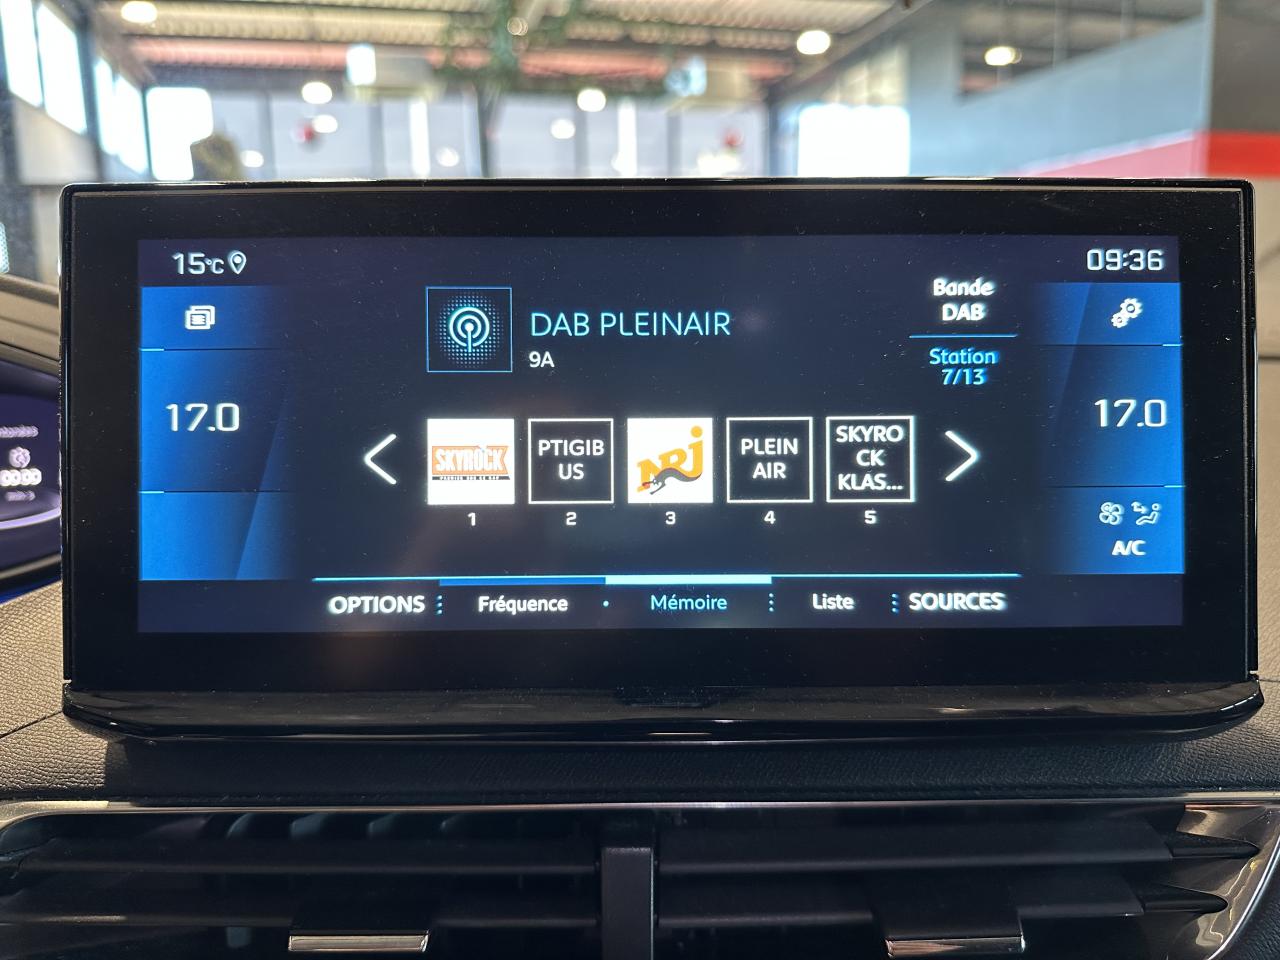 15°C
09:36
Bande
DAB
DAB PLEINAIR
9A
Station
7/13
17.0
17.0
SKYROCK
PTIGIB
US
NRJ
PLEIN
AIR
SKYRO
CK
KLAS...
1
2
3
4
5
A/C
OPTIONS
Fréquence
Mémoire
Liste
SOURCES